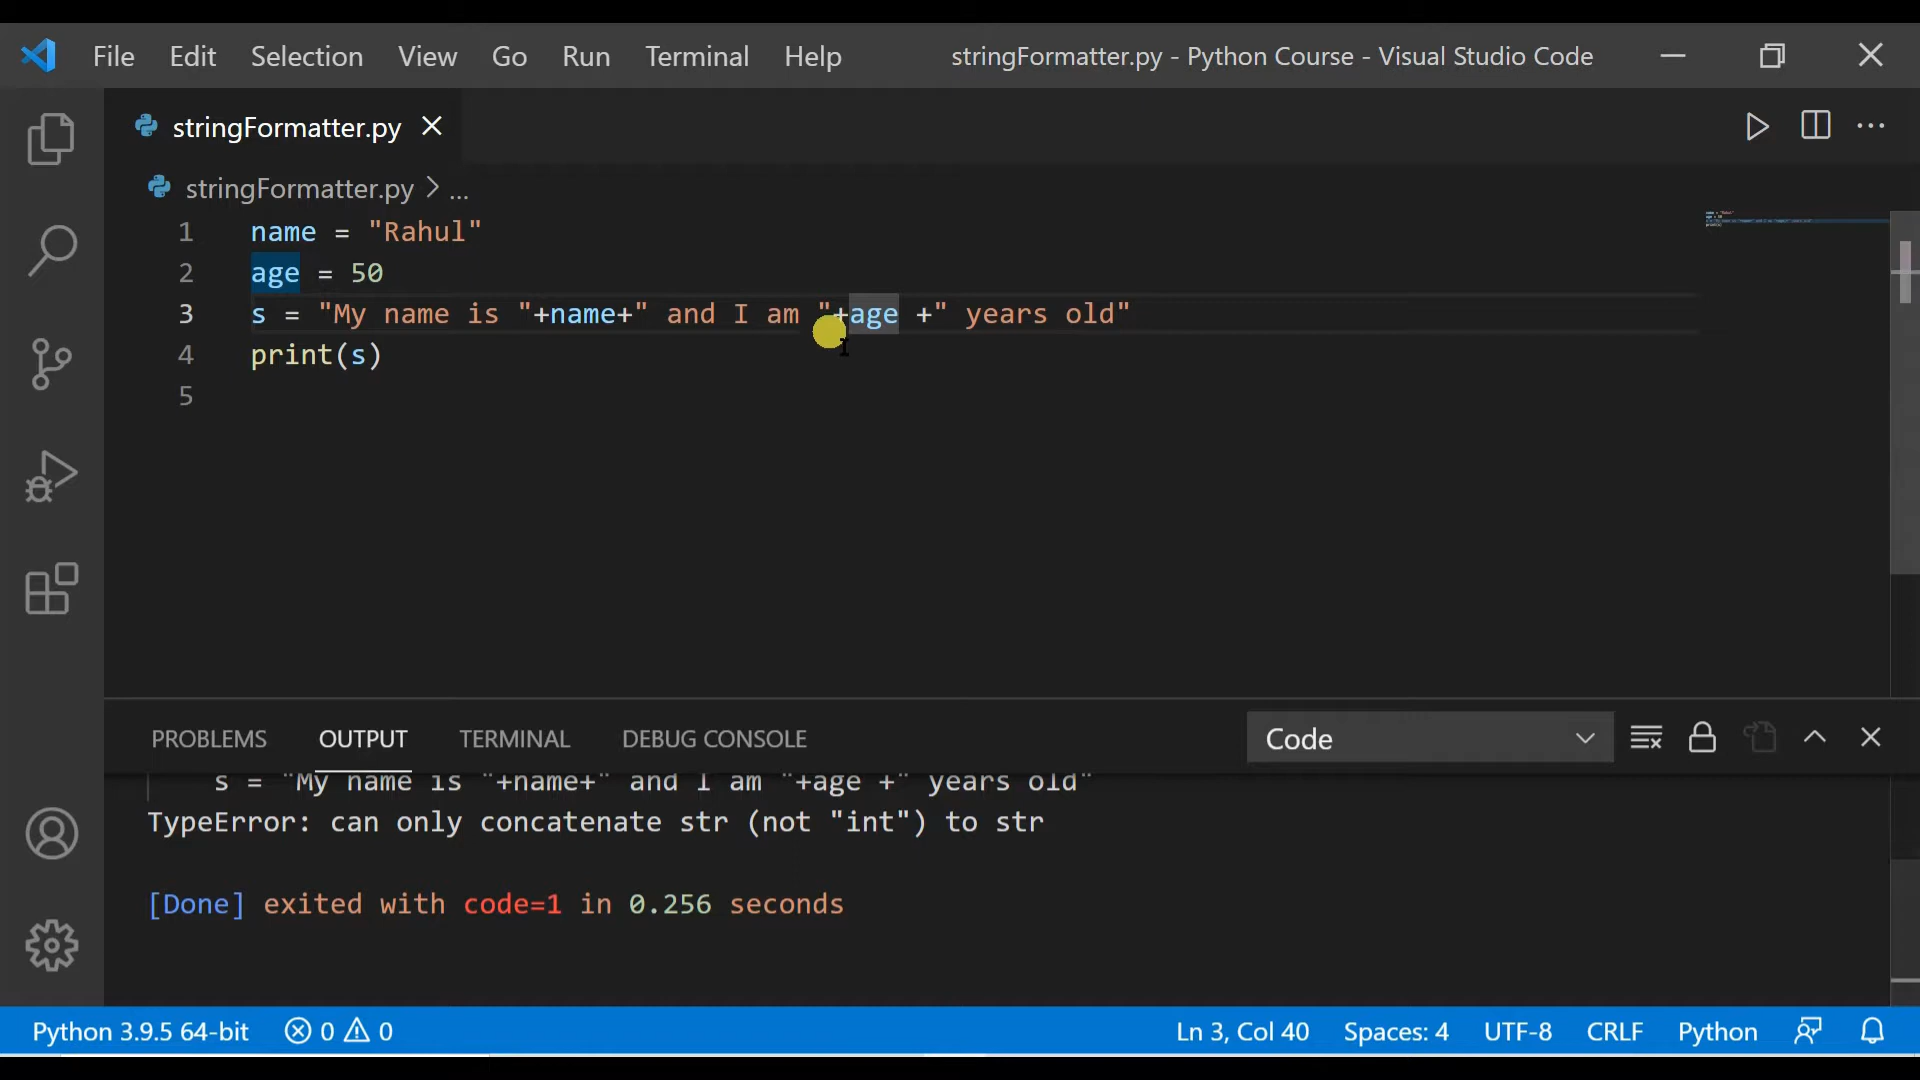 File Edit Selection View Go Run Terminal Help stringFormatter.py - Python Course - Visual Studio Code
stringFormatter.py
stringFormatter.py > ...
1 name = "Rahul"
2 age = 50
3 s = "My name is "+name+" and I am "+age +" years old"
4 print(s)
5
PROBLEMS OUTPUT TERMINAL DEBUG CONSOLE Code
s = "My name is "+name+" and I am "+age +" years old"
TypeError: can only concatenate str (not "int") to str
[Done] exited with code=1 in 0.256 seconds
Python 3.9.5 64-bit 0 0 Ln 3, Col 40 Spaces: 4 UTF-8 CRLF Python